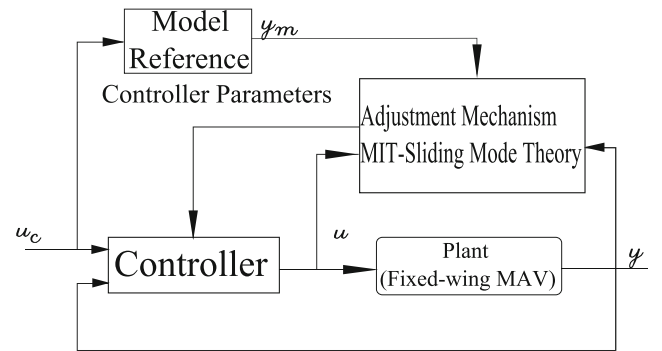 Model
Reference
y_m
Controller Parameters
Adjustment Mechanism
MIT-Sliding Mode Theory
u_c
Controller
u
Plant
(Fixed-wing MAV)
y